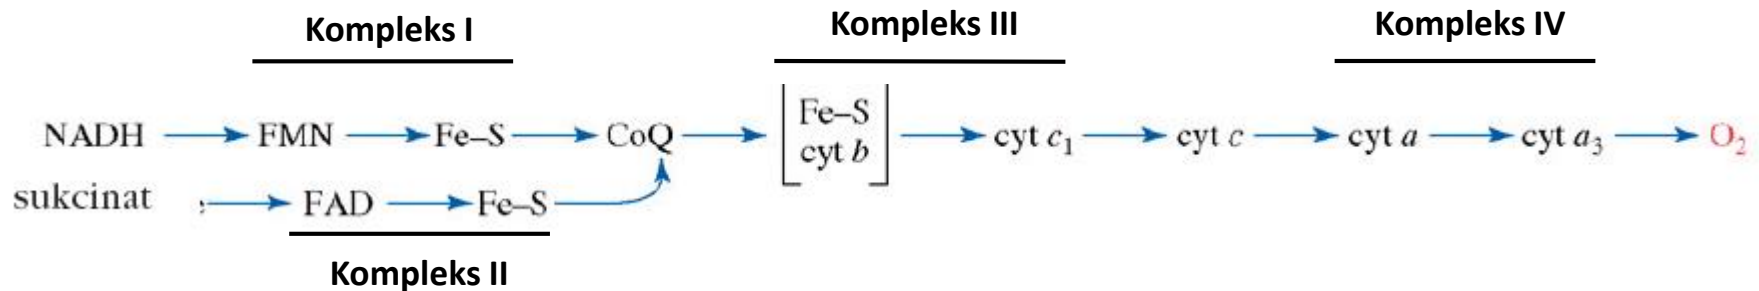 Kompleks I Kompleks III Kompleks IV
NADH FMN Fe–S CoQ Fe–S cyt b cyt c₁ cyt c cyt a cyt a₃ O₂
sukcinat , FAD Fe–S
Kompleks II